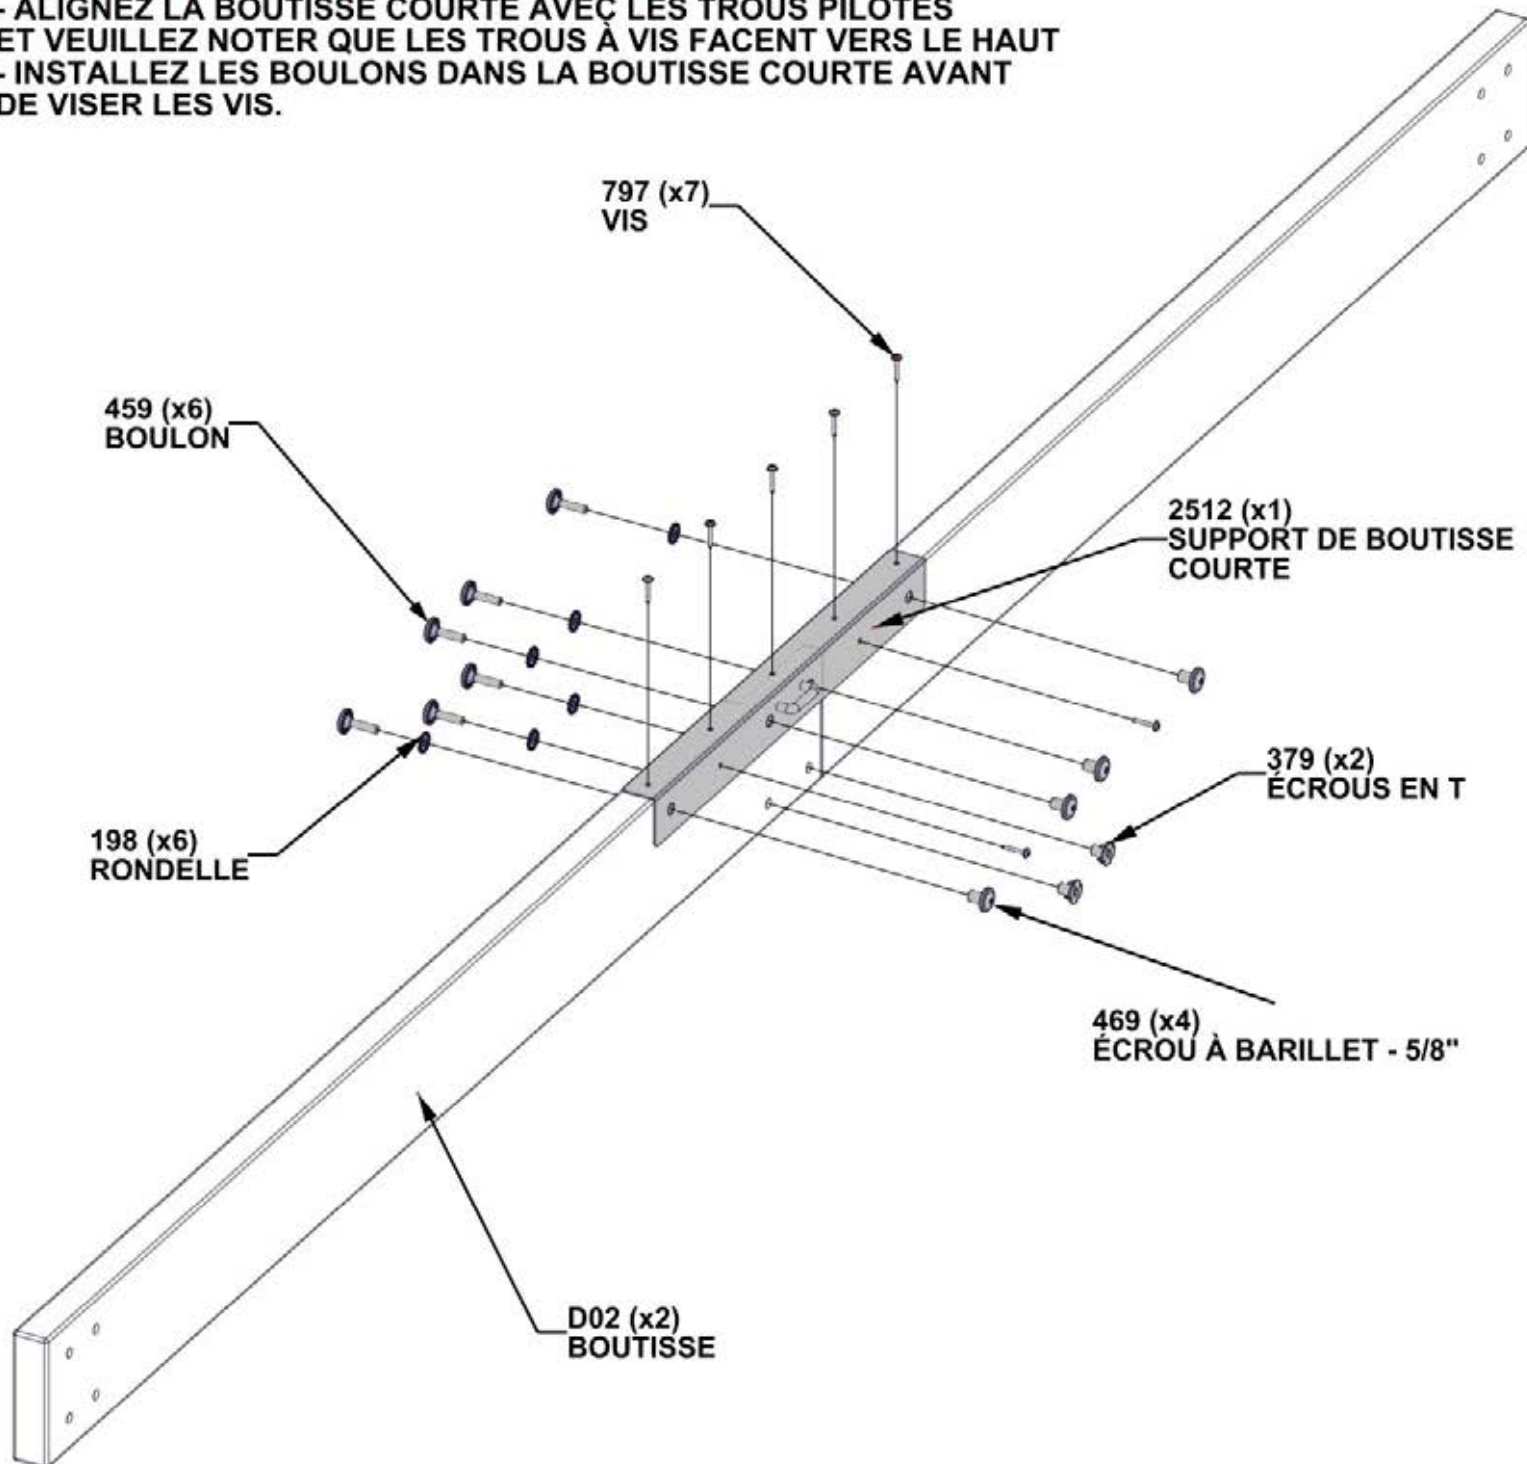 - ALIGNEZ LA BOUTISSE COURTE AVEC LES TROUS PILOTES
ET VEUILLEZ NOTER QUE LES TROUS À VIS FACENT VERS LE HAUT
- INSTALLEZ LES BOULONS DANS LA BOUTISSE COURTE AVANT
DE VISER LES VIS.
797 (x7)
VIS
459 (x6)
BOULON
2512 (x1)
SUPPORT DE BOUTISSE
COURTE
379 (x2)
ÉCROUS EN T
198 (x6)
RONDELLE
469 (x4)
ÉCROU À BARILLET - 5/8"
D02 (x2)
BOUTISSE